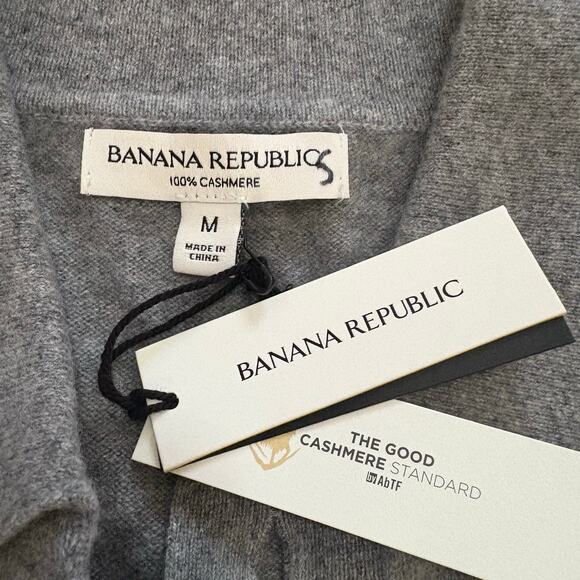 BANANA REPUBLIC
S
100% CASHMERE
M
MADE IN
CHINA
BANANA REPUBLIC
THE GOOD
CASHMERE STANDARD
by AbTF